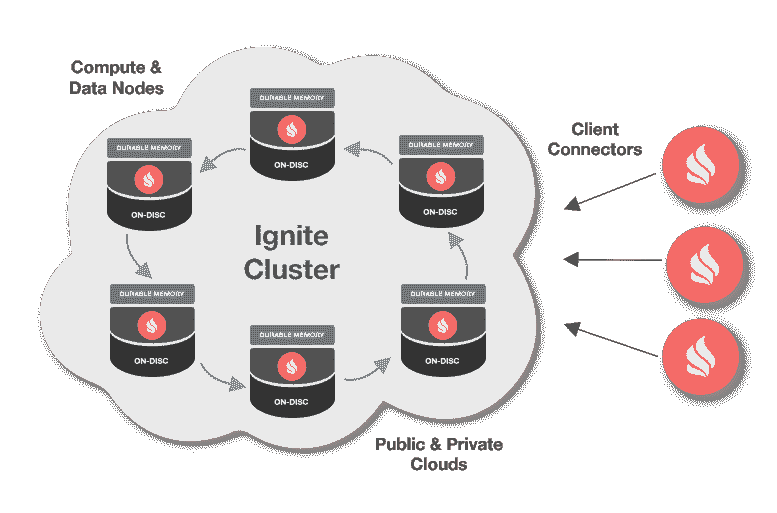 Compute &
Data Nodes
DURABLE MEMORY
ON-DISC
DURABLE MEMORY
ON-DISC
DURABLE MEMORY
ON-DISC
Client
Connectors
Ignite
Cluster
DURABLE MEMORY
ON-DISC
DURABLE MEMORY
ON-DISC
DURABLE MEMORY
ON-DISC
Public & Private
Clouds